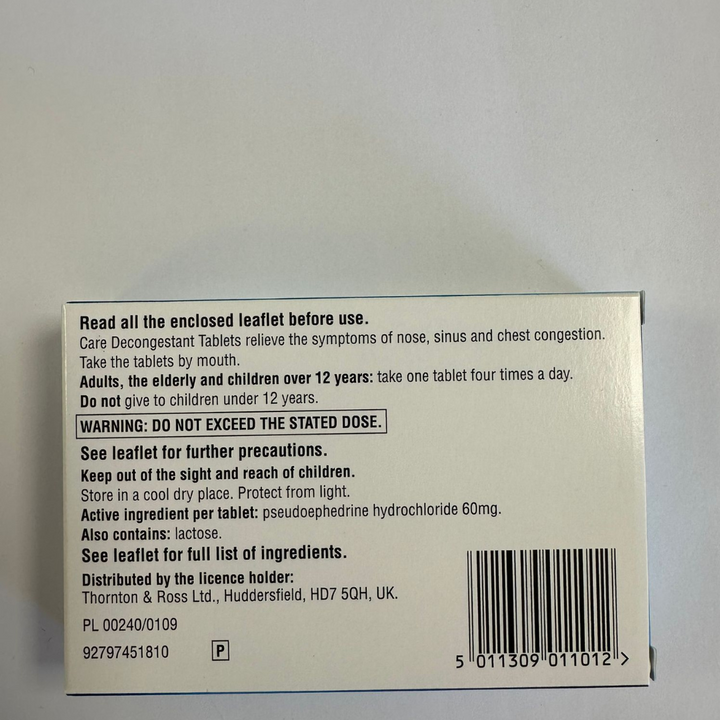 Read all the enclosed leaflet before use.
Care Decongestant Tablets relieve the symptoms of nose, sinus and chest congestion.
Take the tablets by mouth.
Adults, the elderly and children over 12 years: take one tablet four times a day.
Do not give to children under 12 years.
WARNING: DO NOT EXCEED THE STATED DOSE.
See leaflet for further precautions.
Keep out of the sight and reach of children.
Store in a cool dry place. Protect from light.
Active ingredient per tablet: pseudoephedrine hydrochloride 60mg.
Also contains: lactose.
See leaflet for full list of ingredients.
Distributed by the licence holder:
Thornton & Ross Ltd., Huddersfield, HD7 5QH, UK.
PL 00240/0109
92797451810 P
5 011309 011012 >